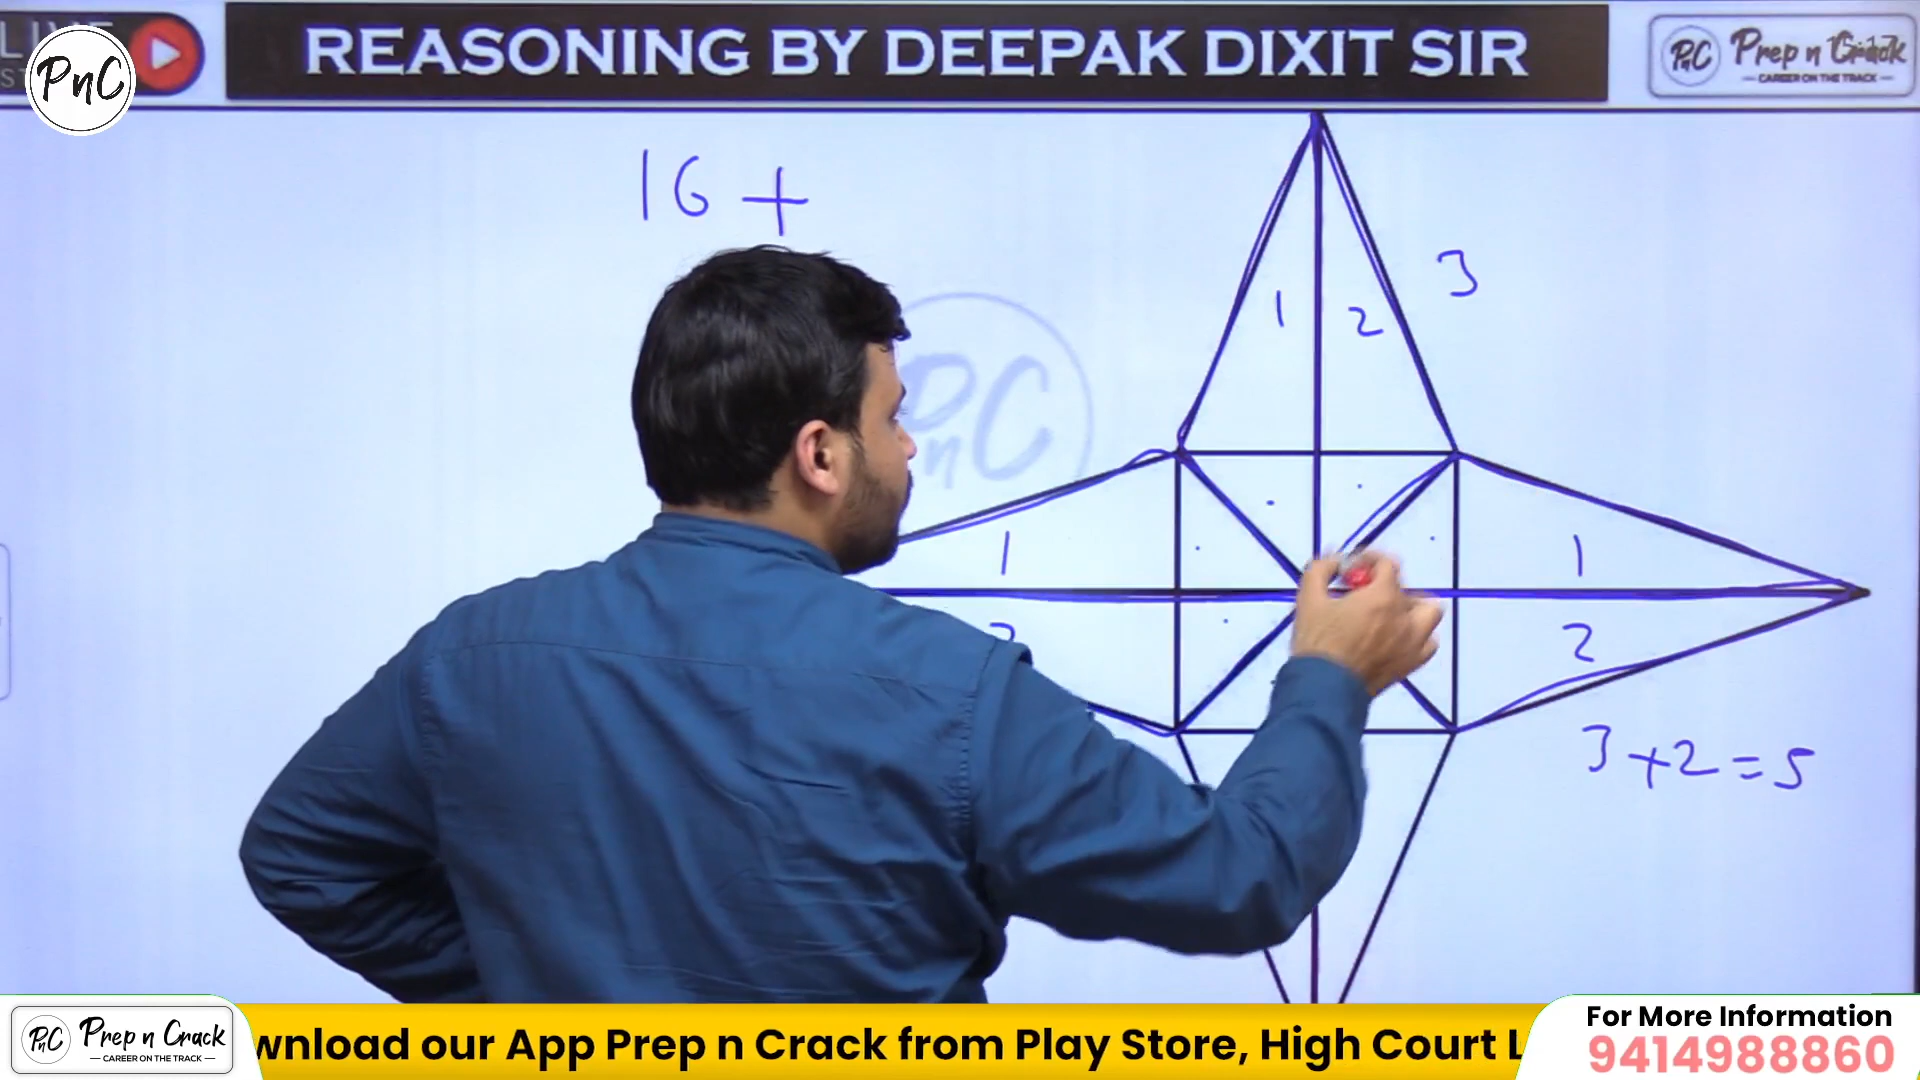 LIVE
PnC
REASONING BY DEEPAK DIXIT SIR
PnC Prep n Crack
CAREER ON THE TRACK
16 +
3
1 2
PnC
1 1
2 2
3+2=5
PnC Prep n Crack
CAREER ON THE TRACK
wnload our App Prep n Crack from Play Store, High Court L
For More Information
9414988860